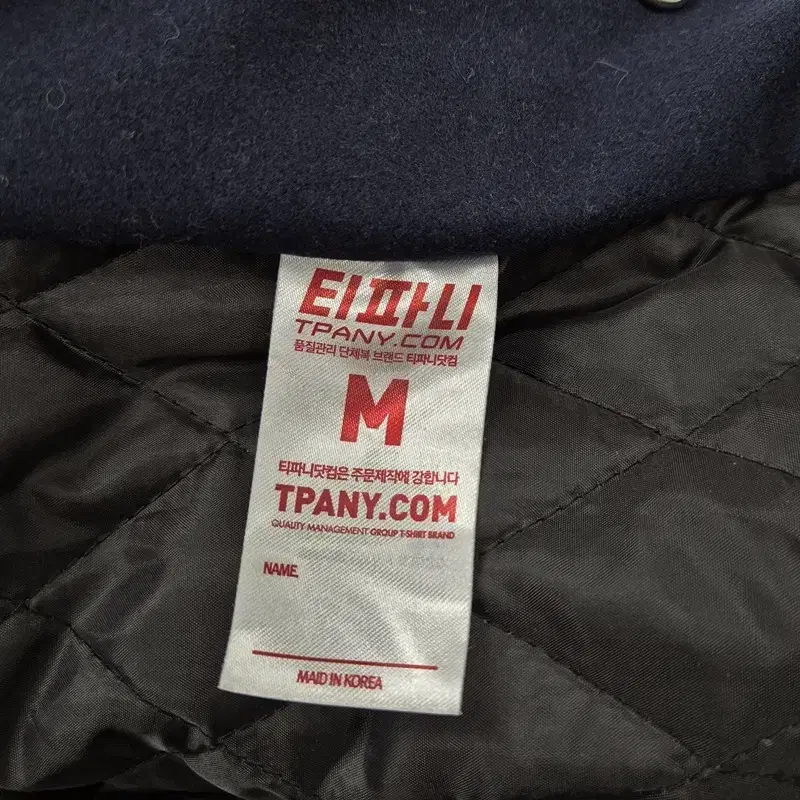 티파니
TPANY.COM
품질관리 단체복 브랜드 티파니닷컴
M
티파니닷컴은 주문제작에 강합니다
TPANY.COM
QUALITY MANAGEMENT GROUP T-SHIRT BRAND
NAME.
MAID IN KOREA